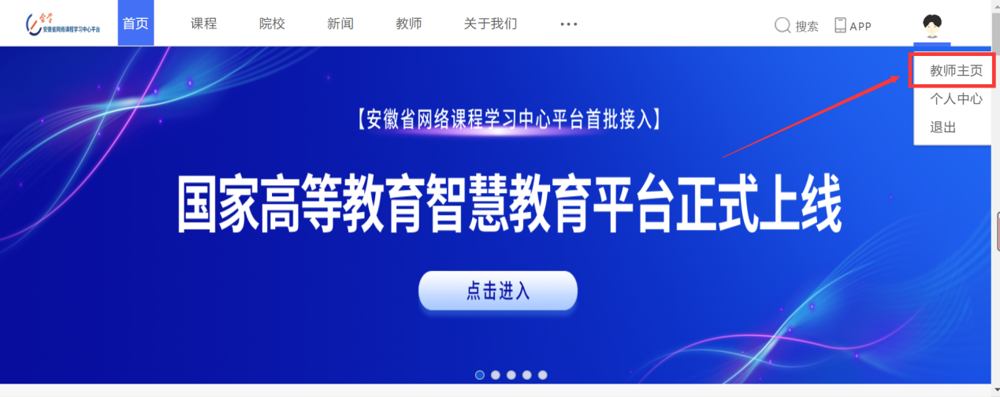 会学
安徽省网络课程学习中心平台
首页 课程 院校 新闻 教师 关于我们 ••• 搜索 APP
教师主页
个人中心
退出
【安徽省网络课程学习中心平台首批接入】
国家高等教育智慧教育平台正式上线
点击进入